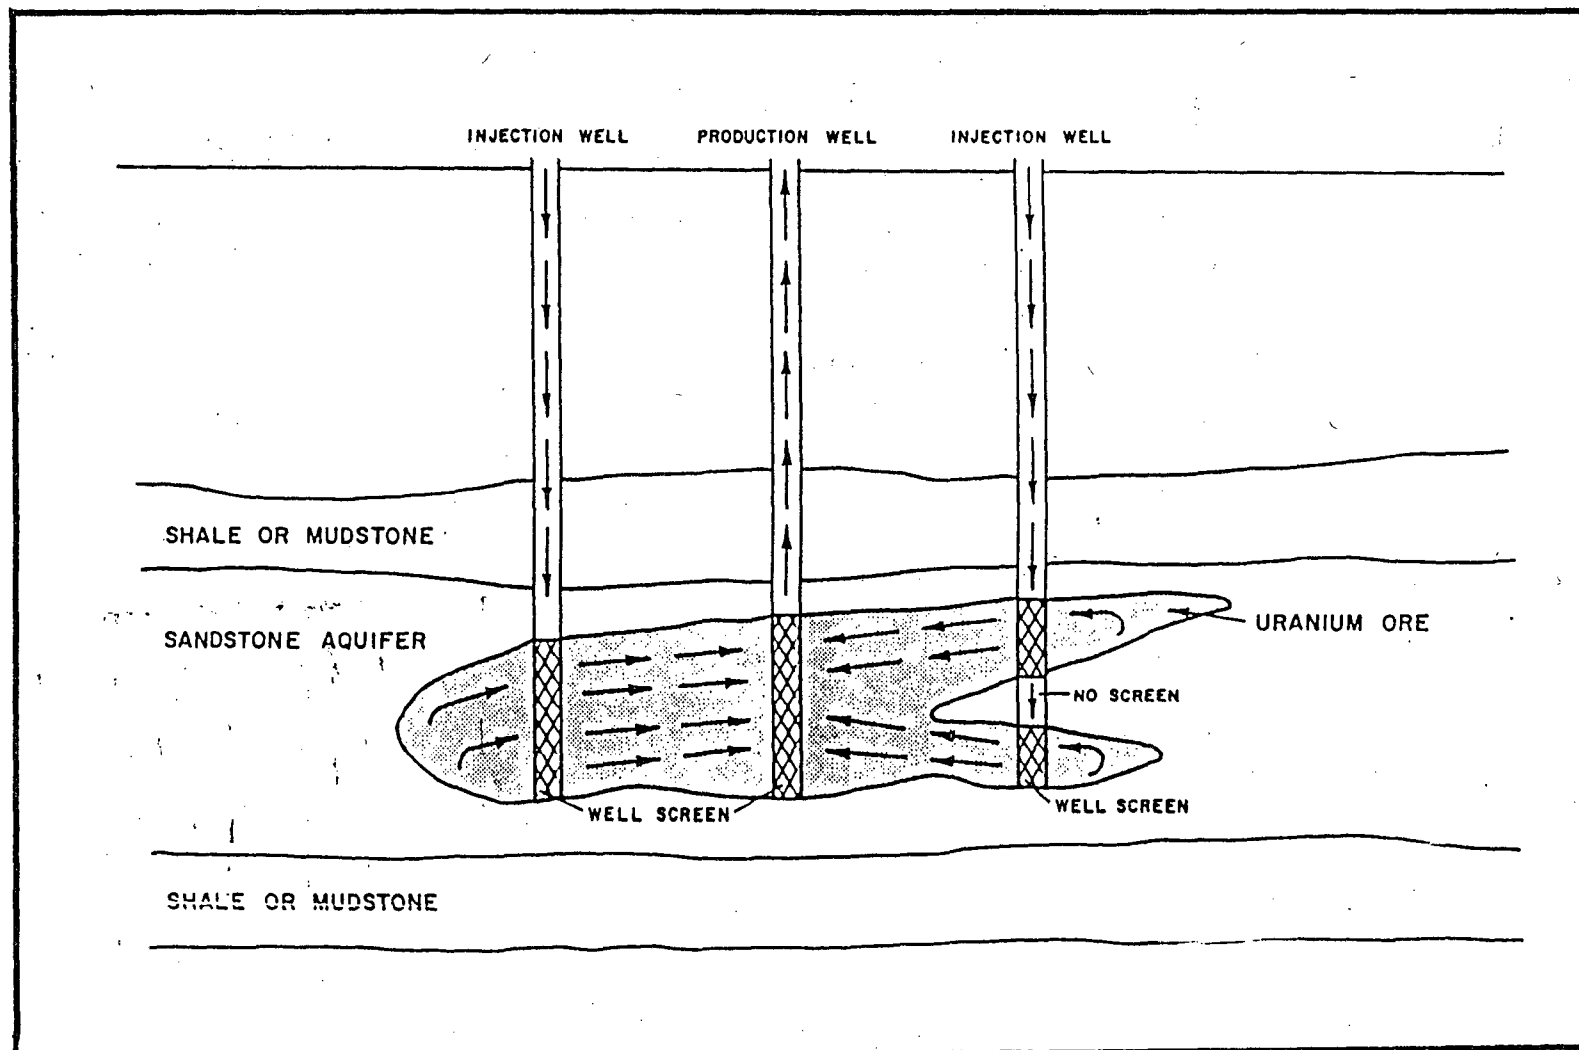 INJECTION WELL
PRODUCTION WELL
INJECTION WELL
SHALE OR MUDSTONE
SANDSTONE AQUIFER
URANIUM ORE
NO SCREEN
WELL SCREEN
WELL SCREEN
SHALE OR MUDSTONE